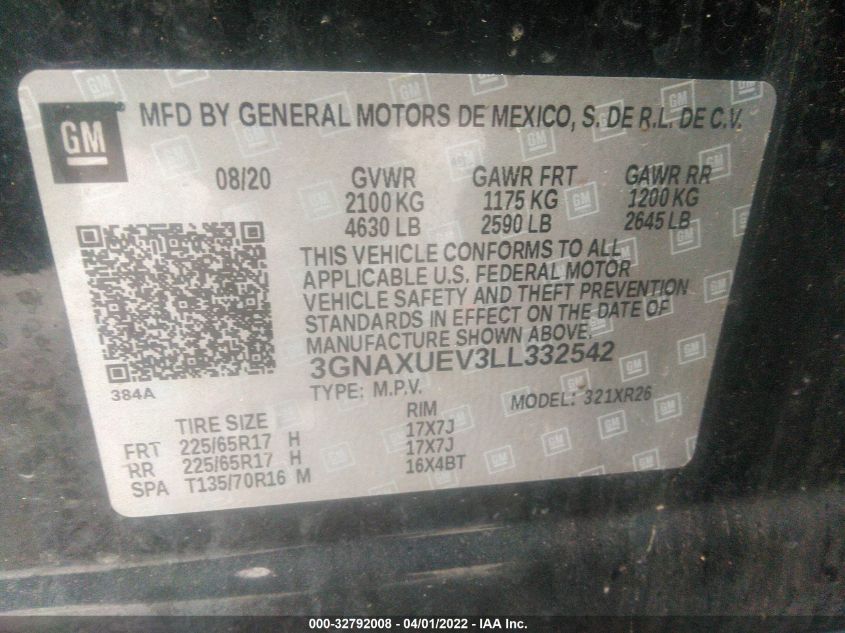 GM
MFD BY GENERAL MOTORS DE MEXICO, S. DE R.L. DE C.V.
08/20 GVWR GAWR FRT GAWR RR
2100 KG 1175 KG 1200 KG
4630 LB 2590 LB 2645 LB
THIS VEHICLE CONFORMS TO ALL
APPLICABLE U.S. FEDERAL MOTOR
VEHICLE SAFETY AND THEFT PREVENTION
STANDARDS IN EFFECT ON THE DATE OF
MANUFACTURE SHOWN ABOVE.
3GNAXUEV3LL332542
384A
TYPE: M.P.V. MODEL: 321XR26
TIRE SIZE RIM
FRT 225/65R17 H 17X7J
RR 225/65R17 H 17X7J
SPA T135/70R16 M 16X4BT
000-32792008 - 04/01/2022 - IAA Inc.